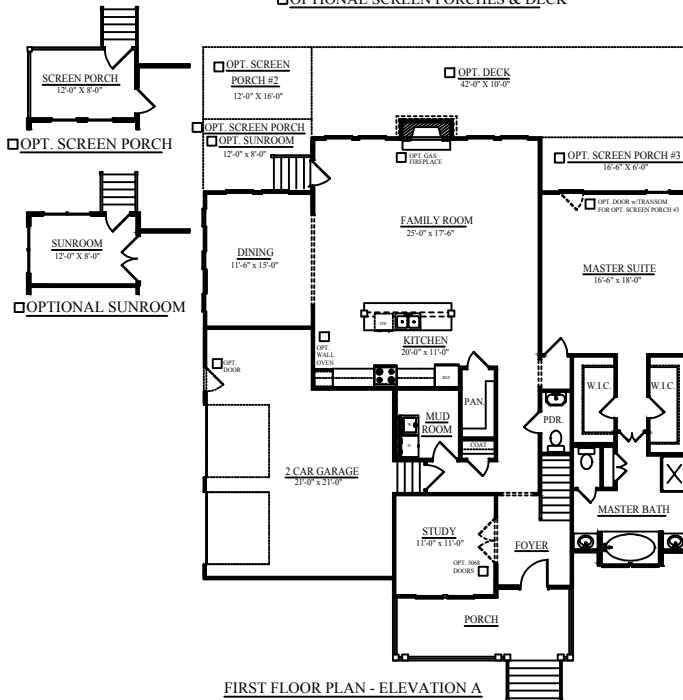 OPTIONAL SCREEN PORCHES & DECK
SCREEN PORCH
12'-0" X 8'-0"
OPT. SCREEN PORCH
SUNROOM
12'-0" X 8'-0"
OPTIONAL SUNROOM
OPT. SCREEN
PORCH #2
12'-0" X 16'-0"
OPT. DECK
42'-0" X 10'-0"
OPT. SCREEN PORCH
OPT. SUNROOM
12'-0" x 8'-0"
OPT. GAS
FIREPLACE
OPT. SCREEN PORCH #3
16'-6" X 6'-0"
OPT. DOOR w/TRANSOM
FOR OPT. SCREEN PORCH #3
FAMILY ROOM
25'-0" x 17'-6"
DINING
11'-6" x 15'-0"
MASTER SUITE
16'-6" x 18'-0"
DW
KITCHEN
20'-0" x 11'-0"
OPT.
WALL
OVEN
REF
OPT.
DOOR
PAN.
W.I.C.
W.I.C.
MUD
ROOM
W
D
PDR.
COAT
2 CAR GARAGE
21'-0" x 21'-0"
MASTER BATH
STUDY
11'-0" x 11'-0"
FOYER
OPT. 5068
DOORS
PORCH
FIRST FLOOR PLAN - ELEVATION A